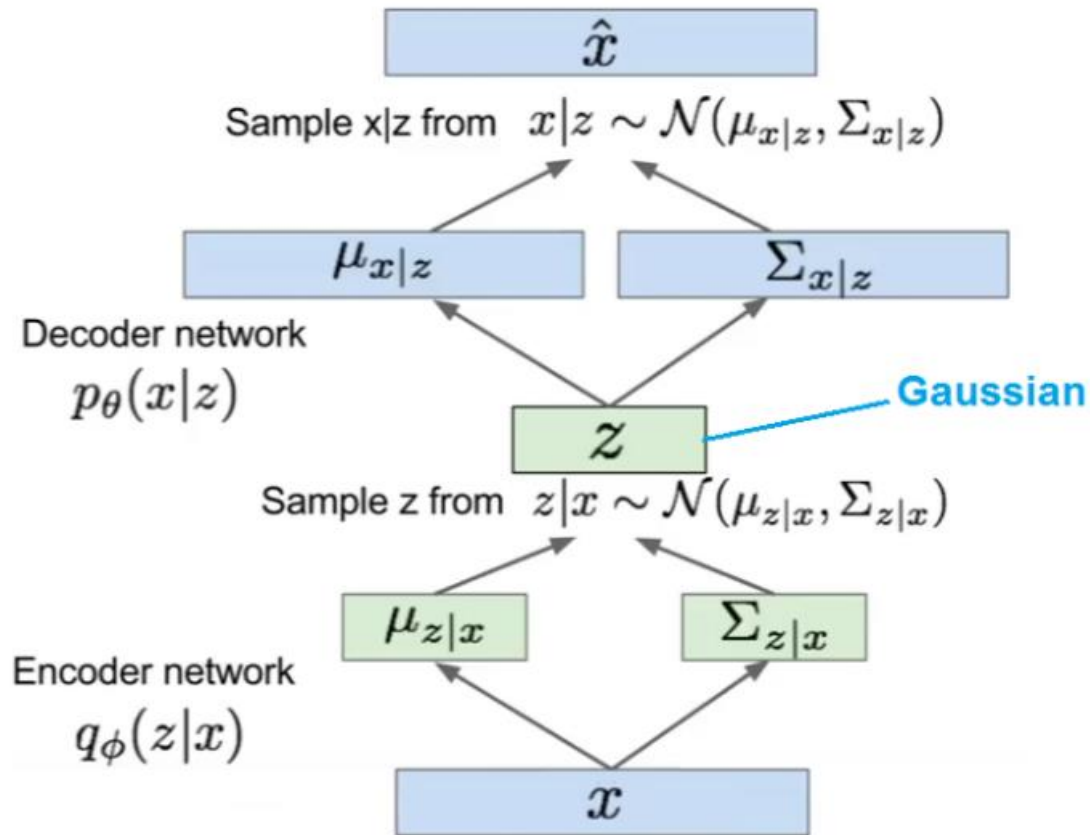 x̂
Sample x|z from x|z ∼ 𝒩(μ_{x|z}, Σ_{x|z})
μ_{x|z} Σ_{x|z}
Decoder network
p_θ(x|z)
Gaussian
z
Sample z from z|x ∼ 𝒩(μ_{z|x}, Σ_{z|x})
μ_{z|x} Σ_{z|x}
Encoder network
q_ϕ(z|x)
x